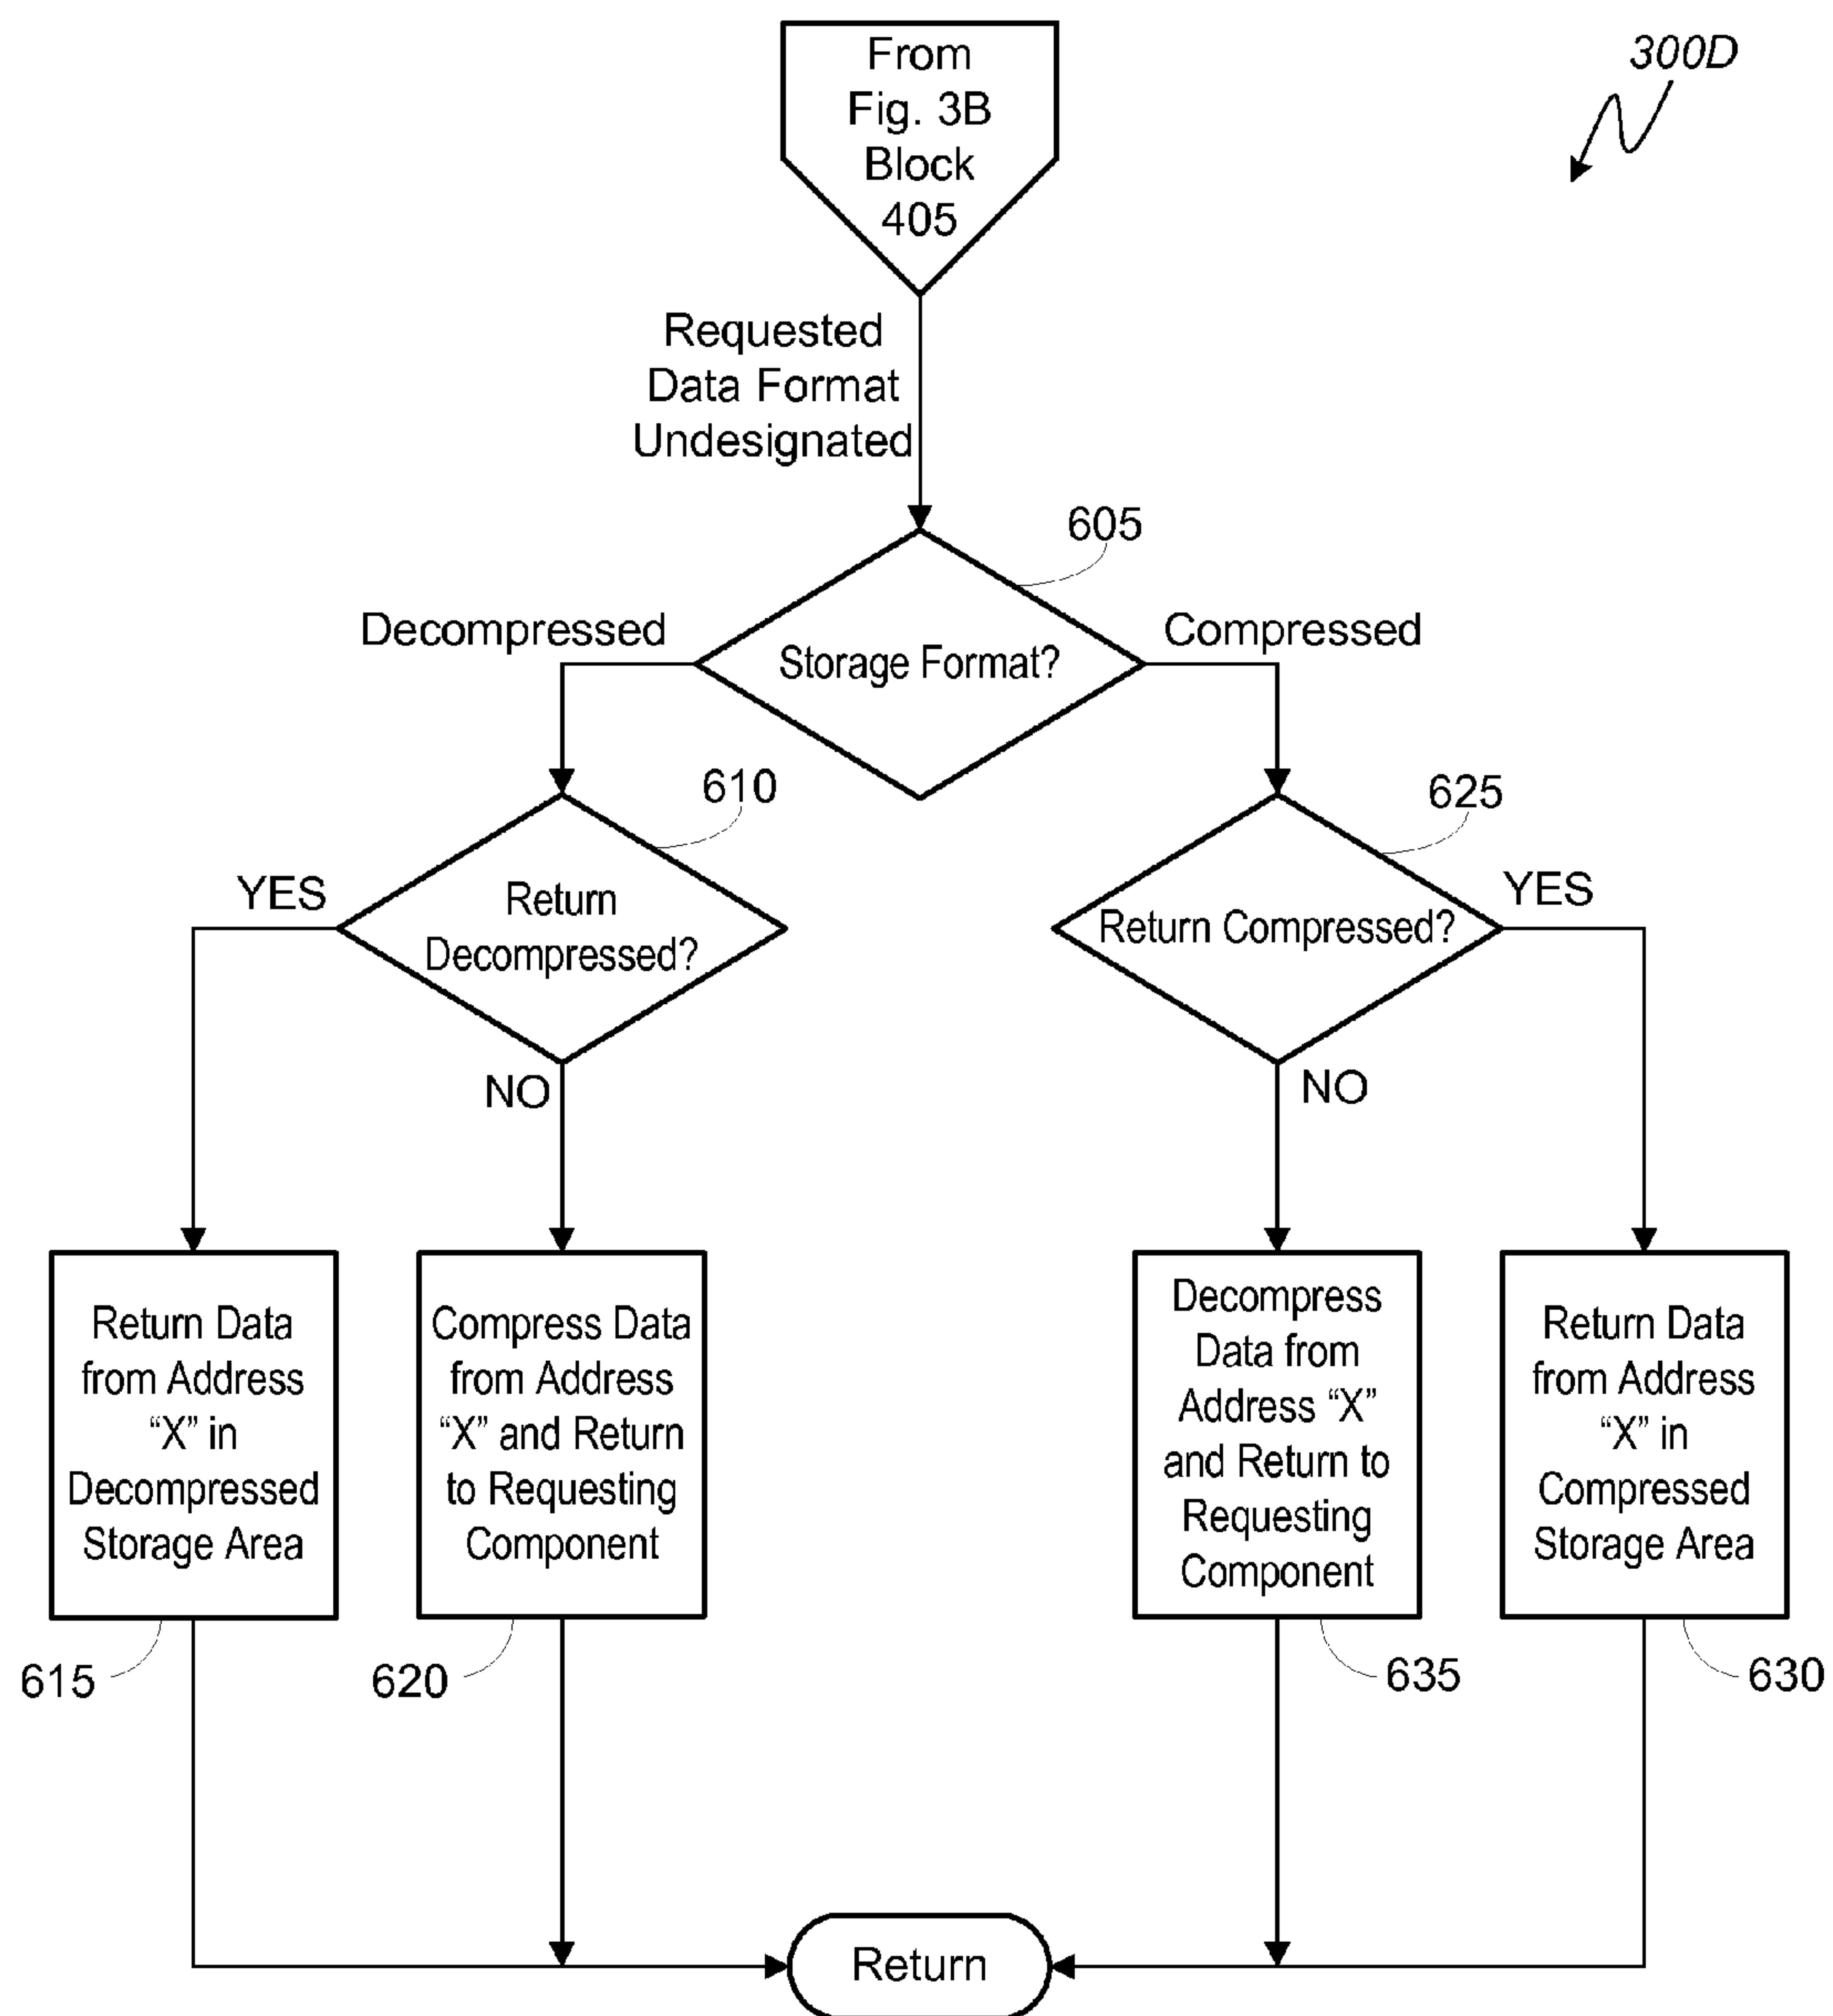 From
Fig. 3B
Block
405
300D
Requested
Data Format
Undesignated
605
Decompressed
Storage Format?
Compressed
610
625
YES
Return
Decompressed?
NO
Return Compressed?
YES
NO
Return Data
from Address
“X” in
Decompressed
Storage Area
Compress Data
from Address
“X” and Return
to Requesting
Component
Decompress
Data from
Address “X”
and Return to
Requesting
Component
Return Data
from Address
“X” in
Compressed
Storage Area
615
620
635
630
Return